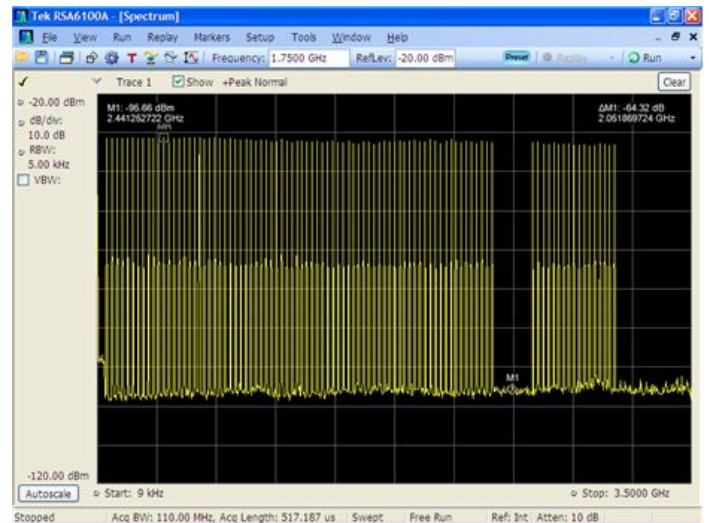 Tek RSA6100A - [Spectrum]
File View Run Replay Markers Setup Tools Window Help
Frequency: 1.7500 GHz RefLev: -20.00 dBm Preset Replay Run
Trace 1 Show +Peak Normal Clear
-20.00 dBm
dB/div:
10.0 dB
RBW:
5.00 kHz
VBW:
M1: -96.66 dBm
2.441262722 GHz
MR
ΔM1: -64.32 dB
2.061869724 GHz
M1
-120.00 dBm
Autoscale Start: 9 kHz Stop: 3.5000 GHz
Stopped Acq BW: 110.00 MHz, Acq Length: 517.187 us Swept Free Run Ref: Int Atten: 10 dB